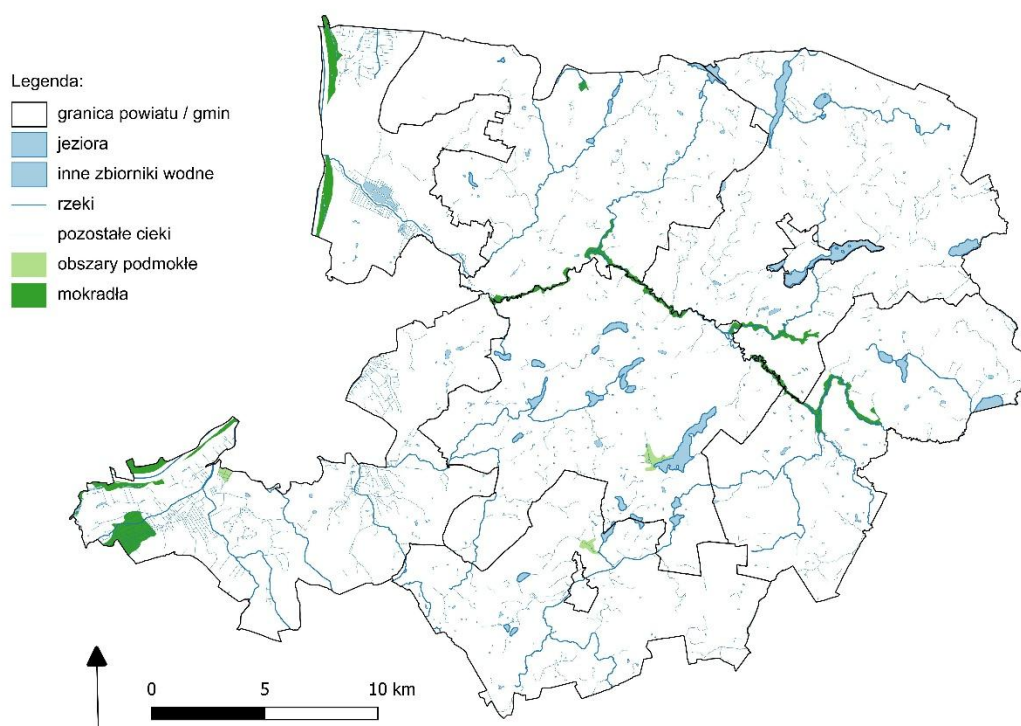 Legenda:
granica powiatu / gmin
jeziora
inne zbiorniki wodne
rzeki
pozostałe cieki
obszary podmokłe
mokradła
0 5 10 km